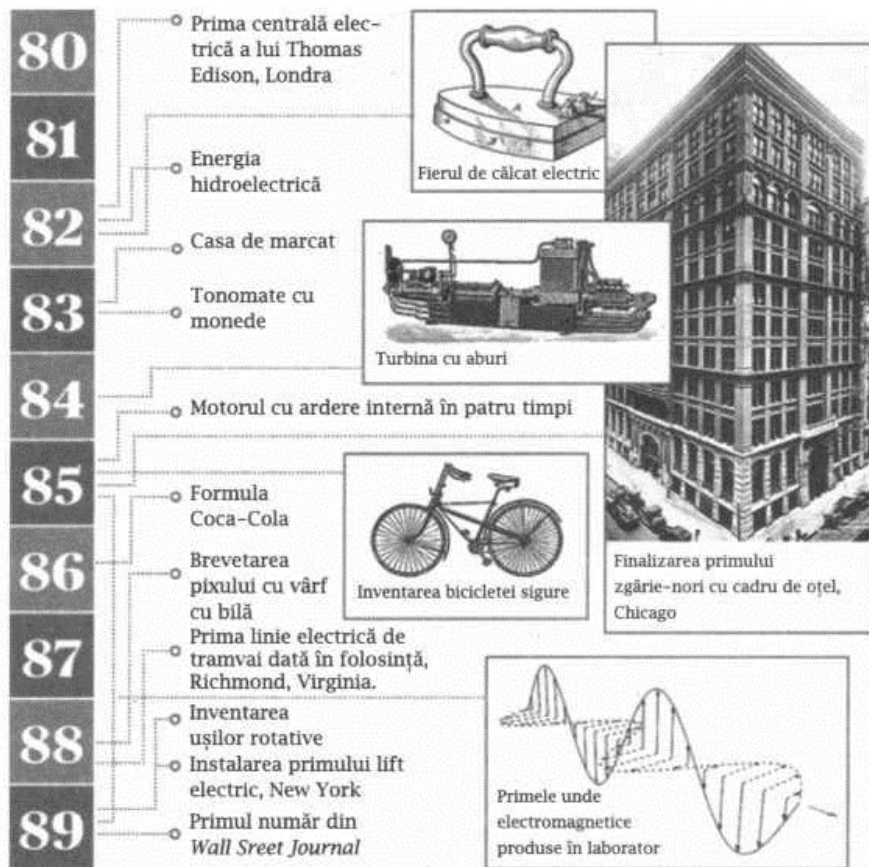 80
81
82
83
84
85
86
87
88
89
Prima centrală elec-
trică a lui Thomas
Edison, Londra
Fierul de călcat electric
Energia
hidroelectrică
Casa de marcat
Tonomate cu
monede
Turbina cu aburi
Motorul cu ardere internă în patru timpi
Formula
Coca-Cola
Inventarea bicicletei sigure
Finalizarea primului
zgârie-nori cu cadru de oțel,
Chicago
Brevetarea
pixului cu vârf
cu bilă
Prima linie electrică de
tramvai dată în folosință,
Richmond, Virginia.
Inventarea
ușilor rotative
Instalarea primului lift
electric, New York
Primul număr din
Wall Sreet Journal
Primele unde
electromagnetice
produse în laborator